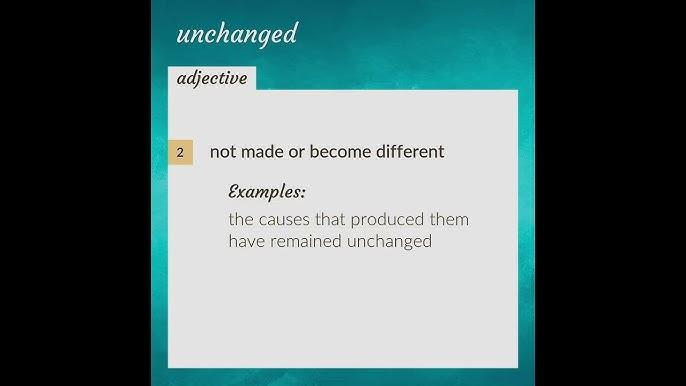 unchanged
adjective
2 not made or become different
Examples:
the causes that produced them
have remained unchanged